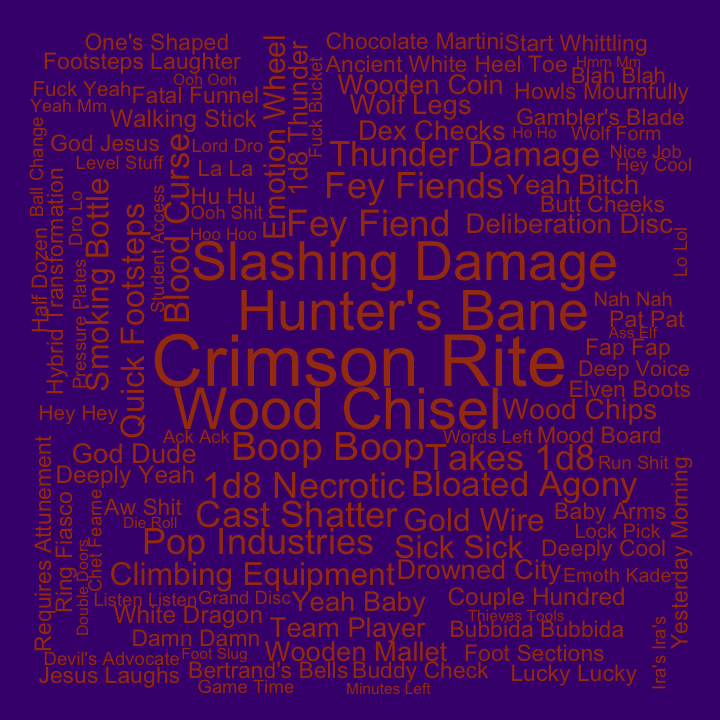 One's Shaped
Chocolate Martini
Start Whittling
Footsteps Laughter
Ancient White
Heel Toe
Hmm Mm
Ooh Ooh
Blah Blah
Fuck Yeah
Fatal Funnel
Emotion Wheel
1d8 Thunder
Fuck Bucket
Wooden Coin
Howls Mournfully
Yeah Mm
Wolf Legs
Walking Stick
Gambler's Blade
Ball Change
God Jesus
Lord Dro
Dex Checks
Ho Ho
Wolf Form
Level Stuff
La La
Thunder Damage
Nice Job
Hey Cool
Blood Curse
Hu Hu
Fey Fiends
Yeah Bitch
Dro Lo
Student Access
Ooh Shit
Butt Cheeks
Hoo Hoo
Fey Fiend
Deliberation Disc
Lo Lol
Half Dozen
Hybrid Transformation
Pressure Plates
Smoking Bottle
Quick Footsteps
Slashing Damage
Hunter's Bane
Nah Nah
Pat Pat
Ass Elf
Crimson Rite
Fap Fap
Deep Voice
Elven Boots
Hey Hey
Wood Chisel
Wood Chips
Ack Ack
Boop Boop
Words Left
Mood Board
God Dude
Takes 1d8
Run Shit
Deeply Yeah
1d8 Necrotic
Bloated Agony
Requires Attunement
Ring Fiasco
Double Doors
Chet Fearne
Aw Shit
Die Roll
Cast Shatter
Gold Wire
Baby Arms
Lock Pick
Yesterday Morning
Pop Industries
Sick Sick
Deeply Cool
Climbing Equipment
Drowned City
Emoth Kade
Listen Listen
Grand Disc
Yeah Baby
Couple Hundred
White Dragon
Team Player
Thieves Tools
Bubbida Bubbida
Damn Damn
Wooden Mallet
Foot Sections
Ira's Ira's
Devil's Advocate
Foot Slug
Jesus Laughs
Bertrand's Bells
Buddy Check
Lucky Lucky
Game Time
Minutes Left